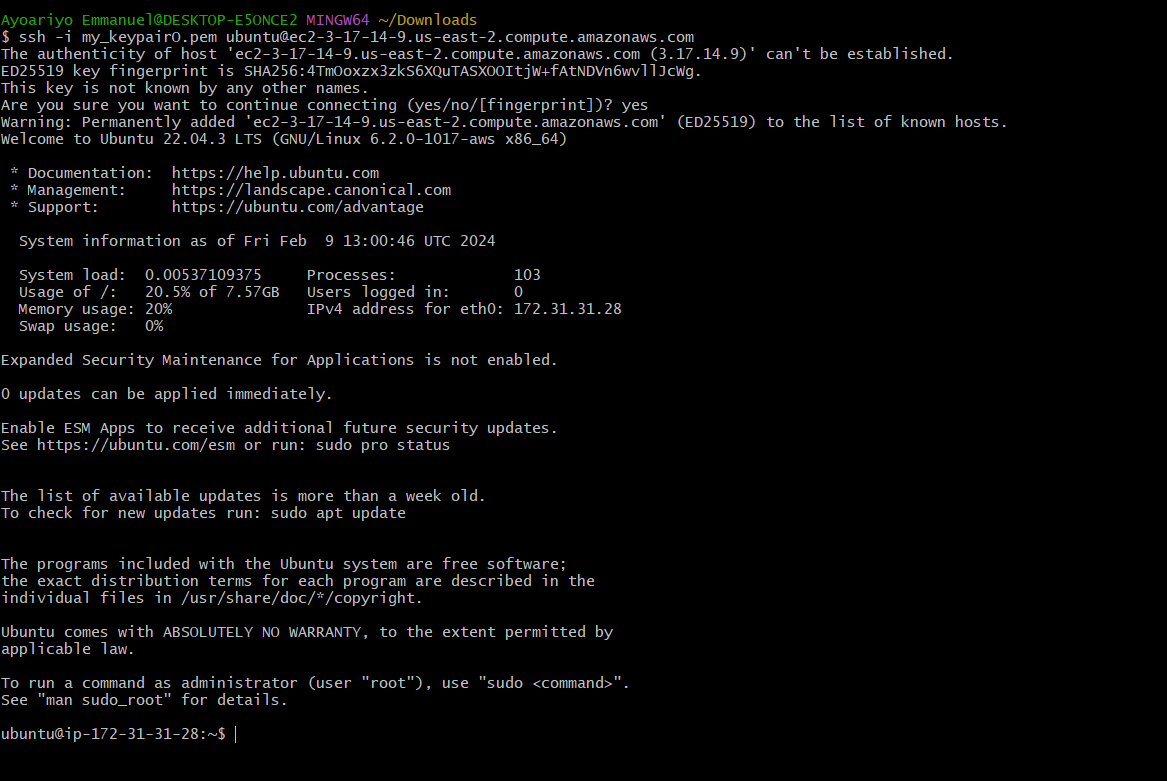 Ayoariyo Emmanuel@DESKTOP-E5ONCE2 MINGW64 ~/Downloads
$ ssh -i my_keypair0.pem ubuntu@ec2-3-17-14-9.us-east-2.compute.amazonaws.com
The authenticity of host 'ec2-3-17-14-9.us-east-2.compute.amazonaws.com (3.17.14.9)' can't be established.
ED25519 key fingerprint is SHA256:4TmOoxzx3zkS6XQuTASXOOItjW+fAtNDVn6wvllJcWg.
This key is not known by any other names.
Are you sure you want to continue connecting (yes/no/[fingerprint])? yes
Warning: Permanently added 'ec2-3-17-14-9.us-east-2.compute.amazonaws.com' (ED25519) to the list of known hosts.
Welcome to Ubuntu 22.04.3 LTS (GNU/Linux 6.2.0-1017-aws x86_64)

 * Documentation:  https://help.ubuntu.com
 * Management:     https://landscape.canonical.com
 * Support:        https://ubuntu.com/advantage

  System information as of Fri Feb  9 13:00:46 UTC 2024

  System load:  0.00537109375     Processes:             103
  Usage of /:   20.5% of 7.57GB   Users logged in:       0
  Memory usage: 20%               IPv4 address for eth0: 172.31.31.28
  Swap usage:   0%

Expanded Security Maintenance for Applications is not enabled.

0 updates can be applied immediately.

Enable ESM Apps to receive additional future security updates.
See https://ubuntu.com/esm or run: sudo pro status


The list of available updates is more than a week old.
To check for new updates run: sudo apt update


The programs included with the Ubuntu system are free software;
the exact distribution terms for each program are described in the
individual files in /usr/share/doc/*/copyright.

Ubuntu comes with ABSOLUTELY NO WARRANTY, to the extent permitted by
applicable law.

To run a command as administrator (user "root"), use "sudo <command>".
See "man sudo_root" for details.

ubuntu@ip-172-31-31-28:~$